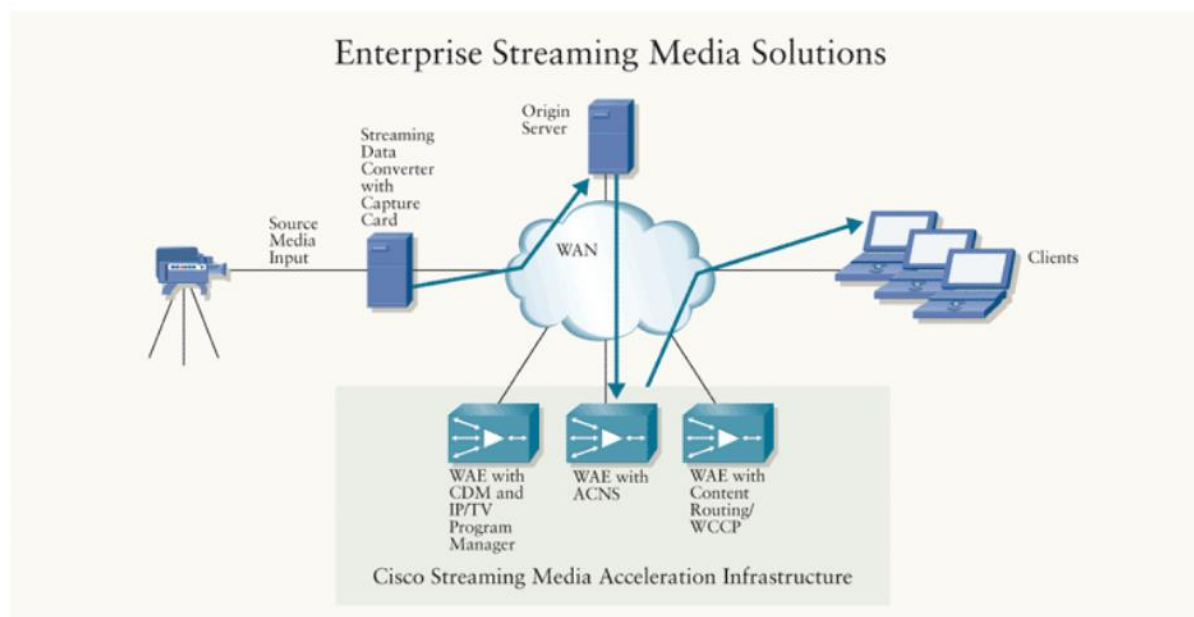 Enterprise Streaming Media Solutions
Origin
Server
Streaming
Data
Converter
with
Capture
Card
Source
Media
Input
WAN
Clients
WAE with
CDM and
IP/TV
Program
Manager
WAE with
ACNS
WAE with
Content
Routing/
WCCP
Cisco Streaming Media Acceleration Infrastructure